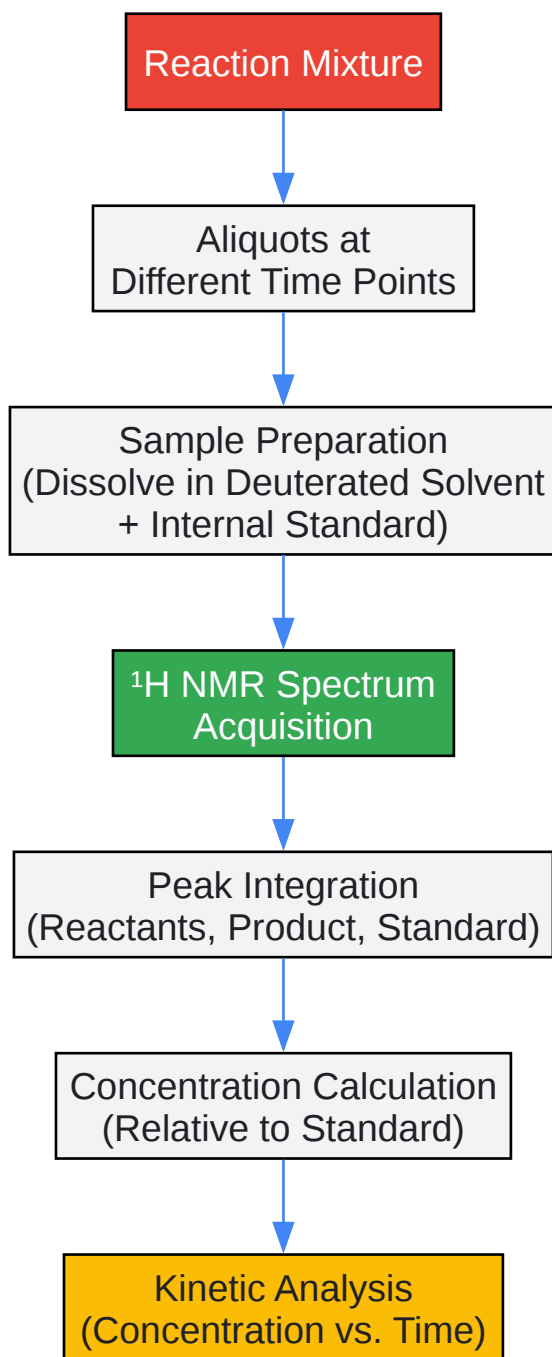 Reaction Mixture
Aliquots at
Different Time Points
Sample Preparation
(Dissolve in Deuterated Solvent
+ Internal Standard)
¹H NMR Spectrum
Acquisition
Peak Integration
(Reactants, Product, Standard)
Concentration Calculation
(Relative to Standard)
Kinetic Analysis
(Concentration vs. Time)